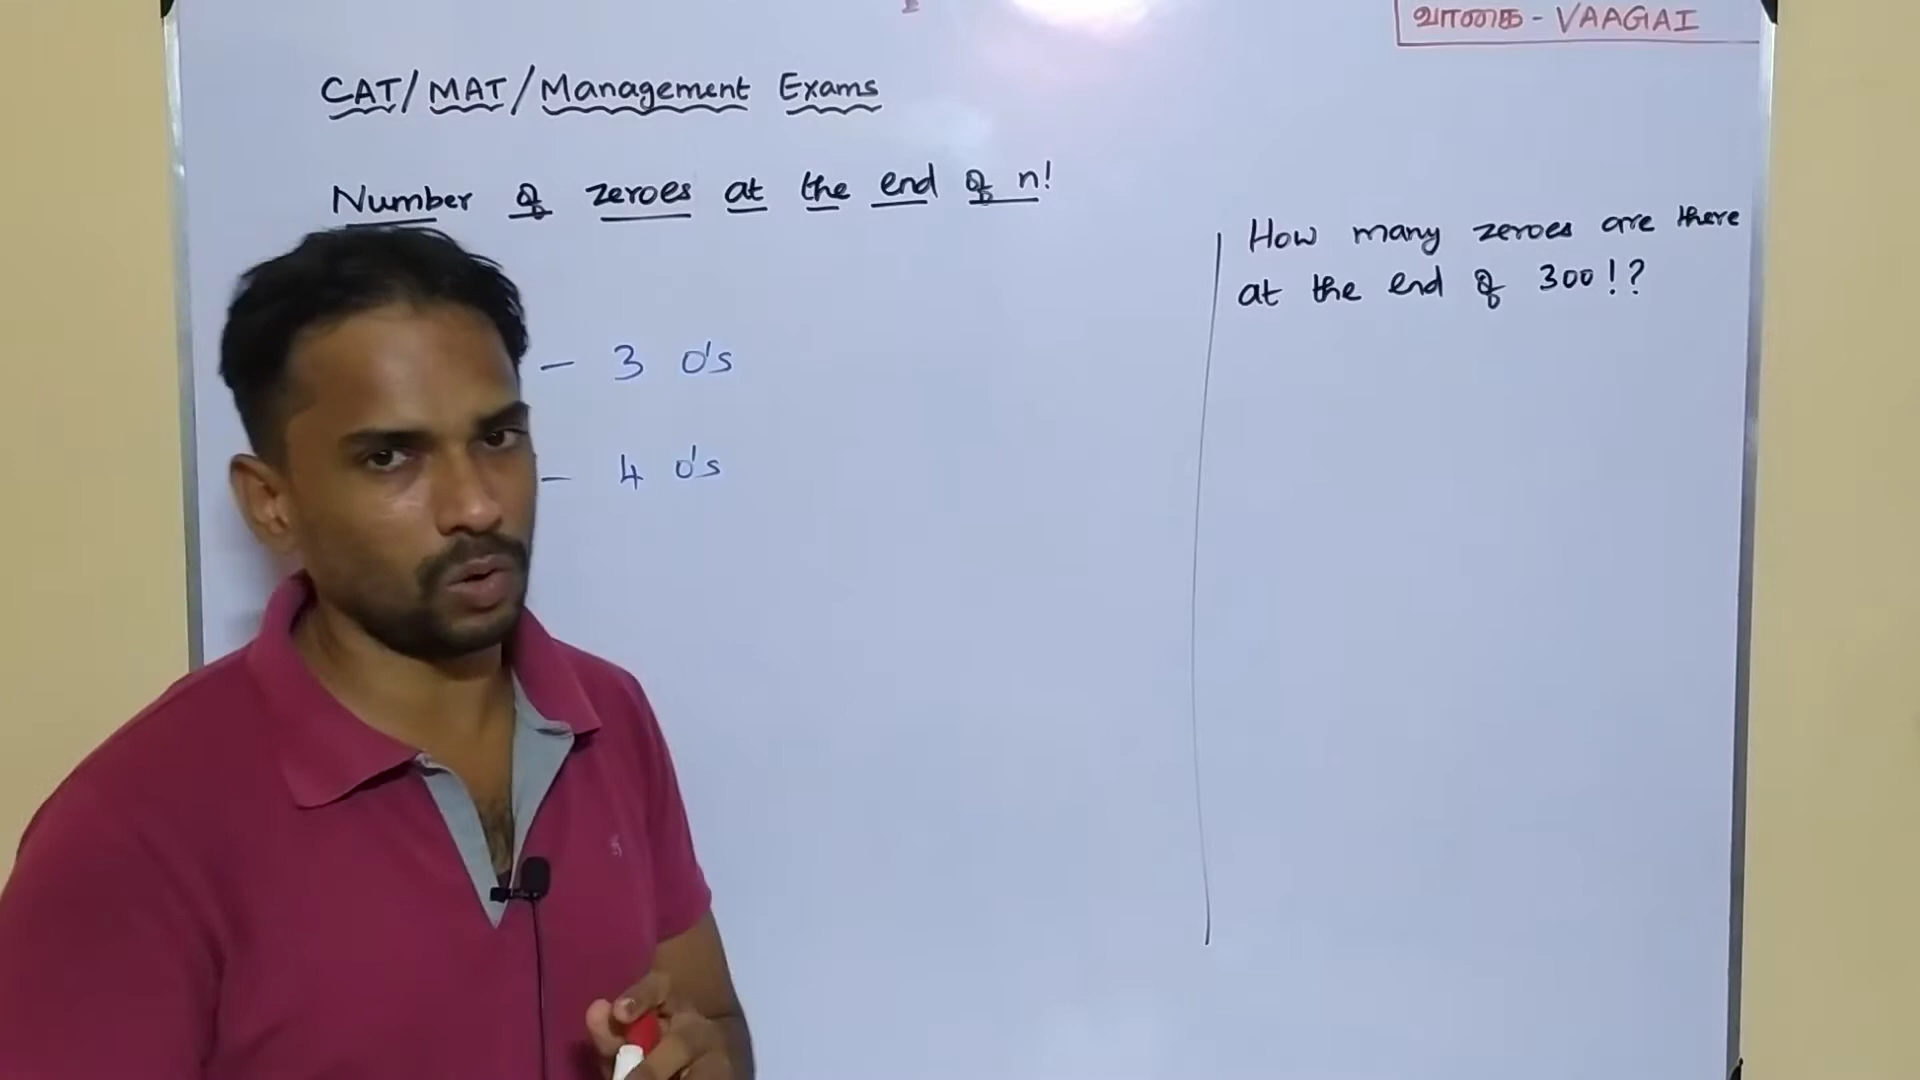 வாகை - VAAGAI
CAT/MAT/Management Exams
Number of zeroes at the end of n!
- 3 0's
- 4 0's
How many zeroes are there
at the end of 300!?